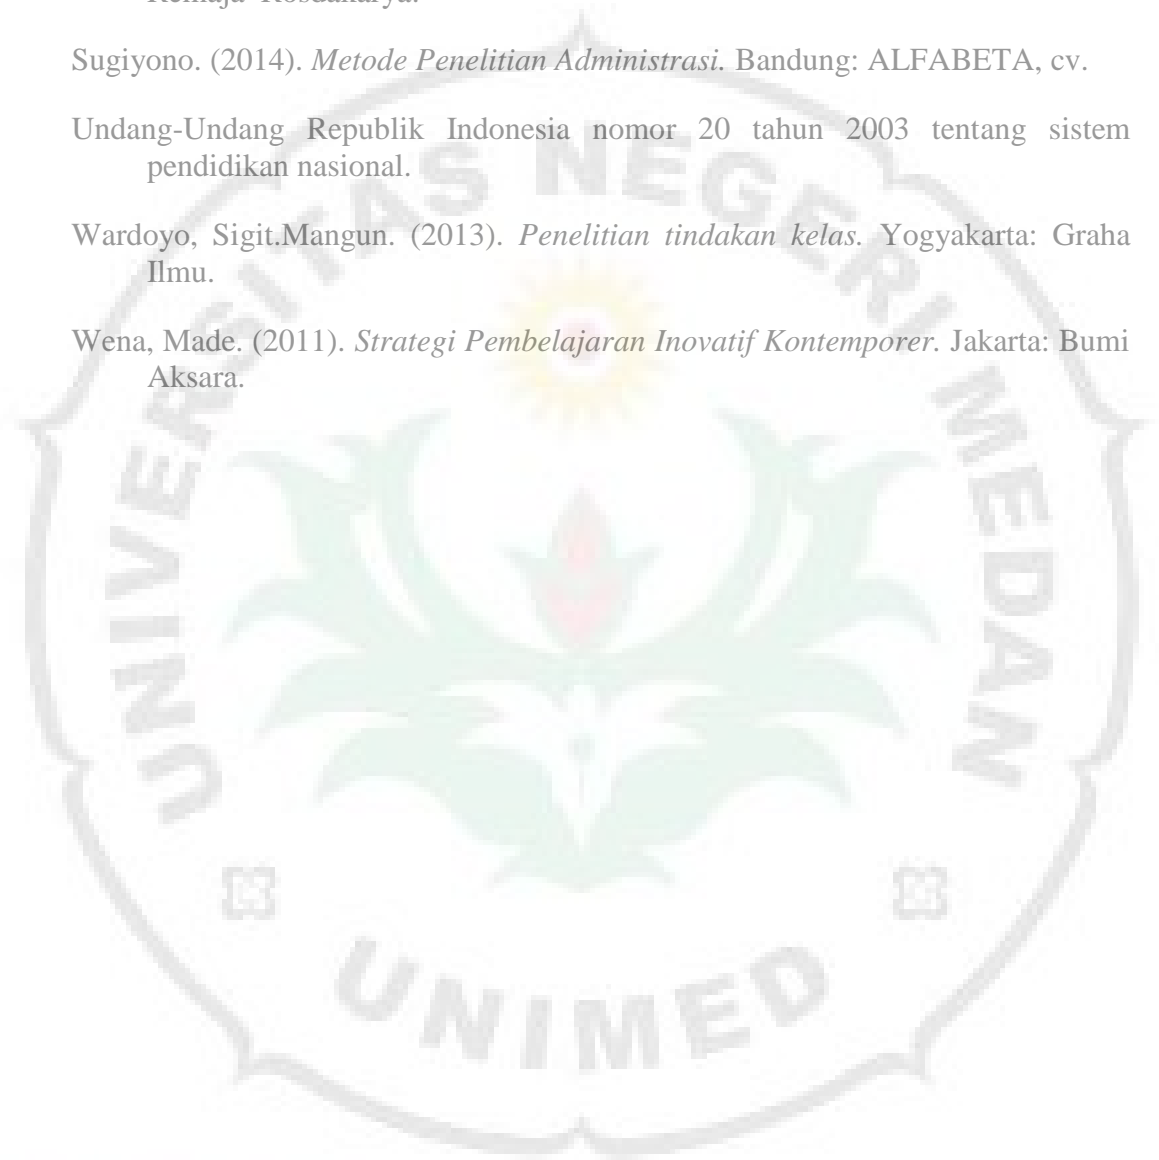 Remaja Rosdakarya.
Sugiyono. (2014). Metode Penelitian Administrasi. Bandung: ALFABETA, cv.
Undang-Undang Republik Indonesia nomor 20 tahun 2003 tentang sistem
pendidikan nasional.
Wardoyo, Sigit.Mangun. (2013). Penelitian tindakan kelas. Yogyakarta: Graha
Ilmu.
Wena, Made. (2011). Strategi Pembelajaran Inovatif Kontemporer. Jakarta: Bumi
Aksara.
UNIVERSITAS NEGERI MEDAN
UNIMED